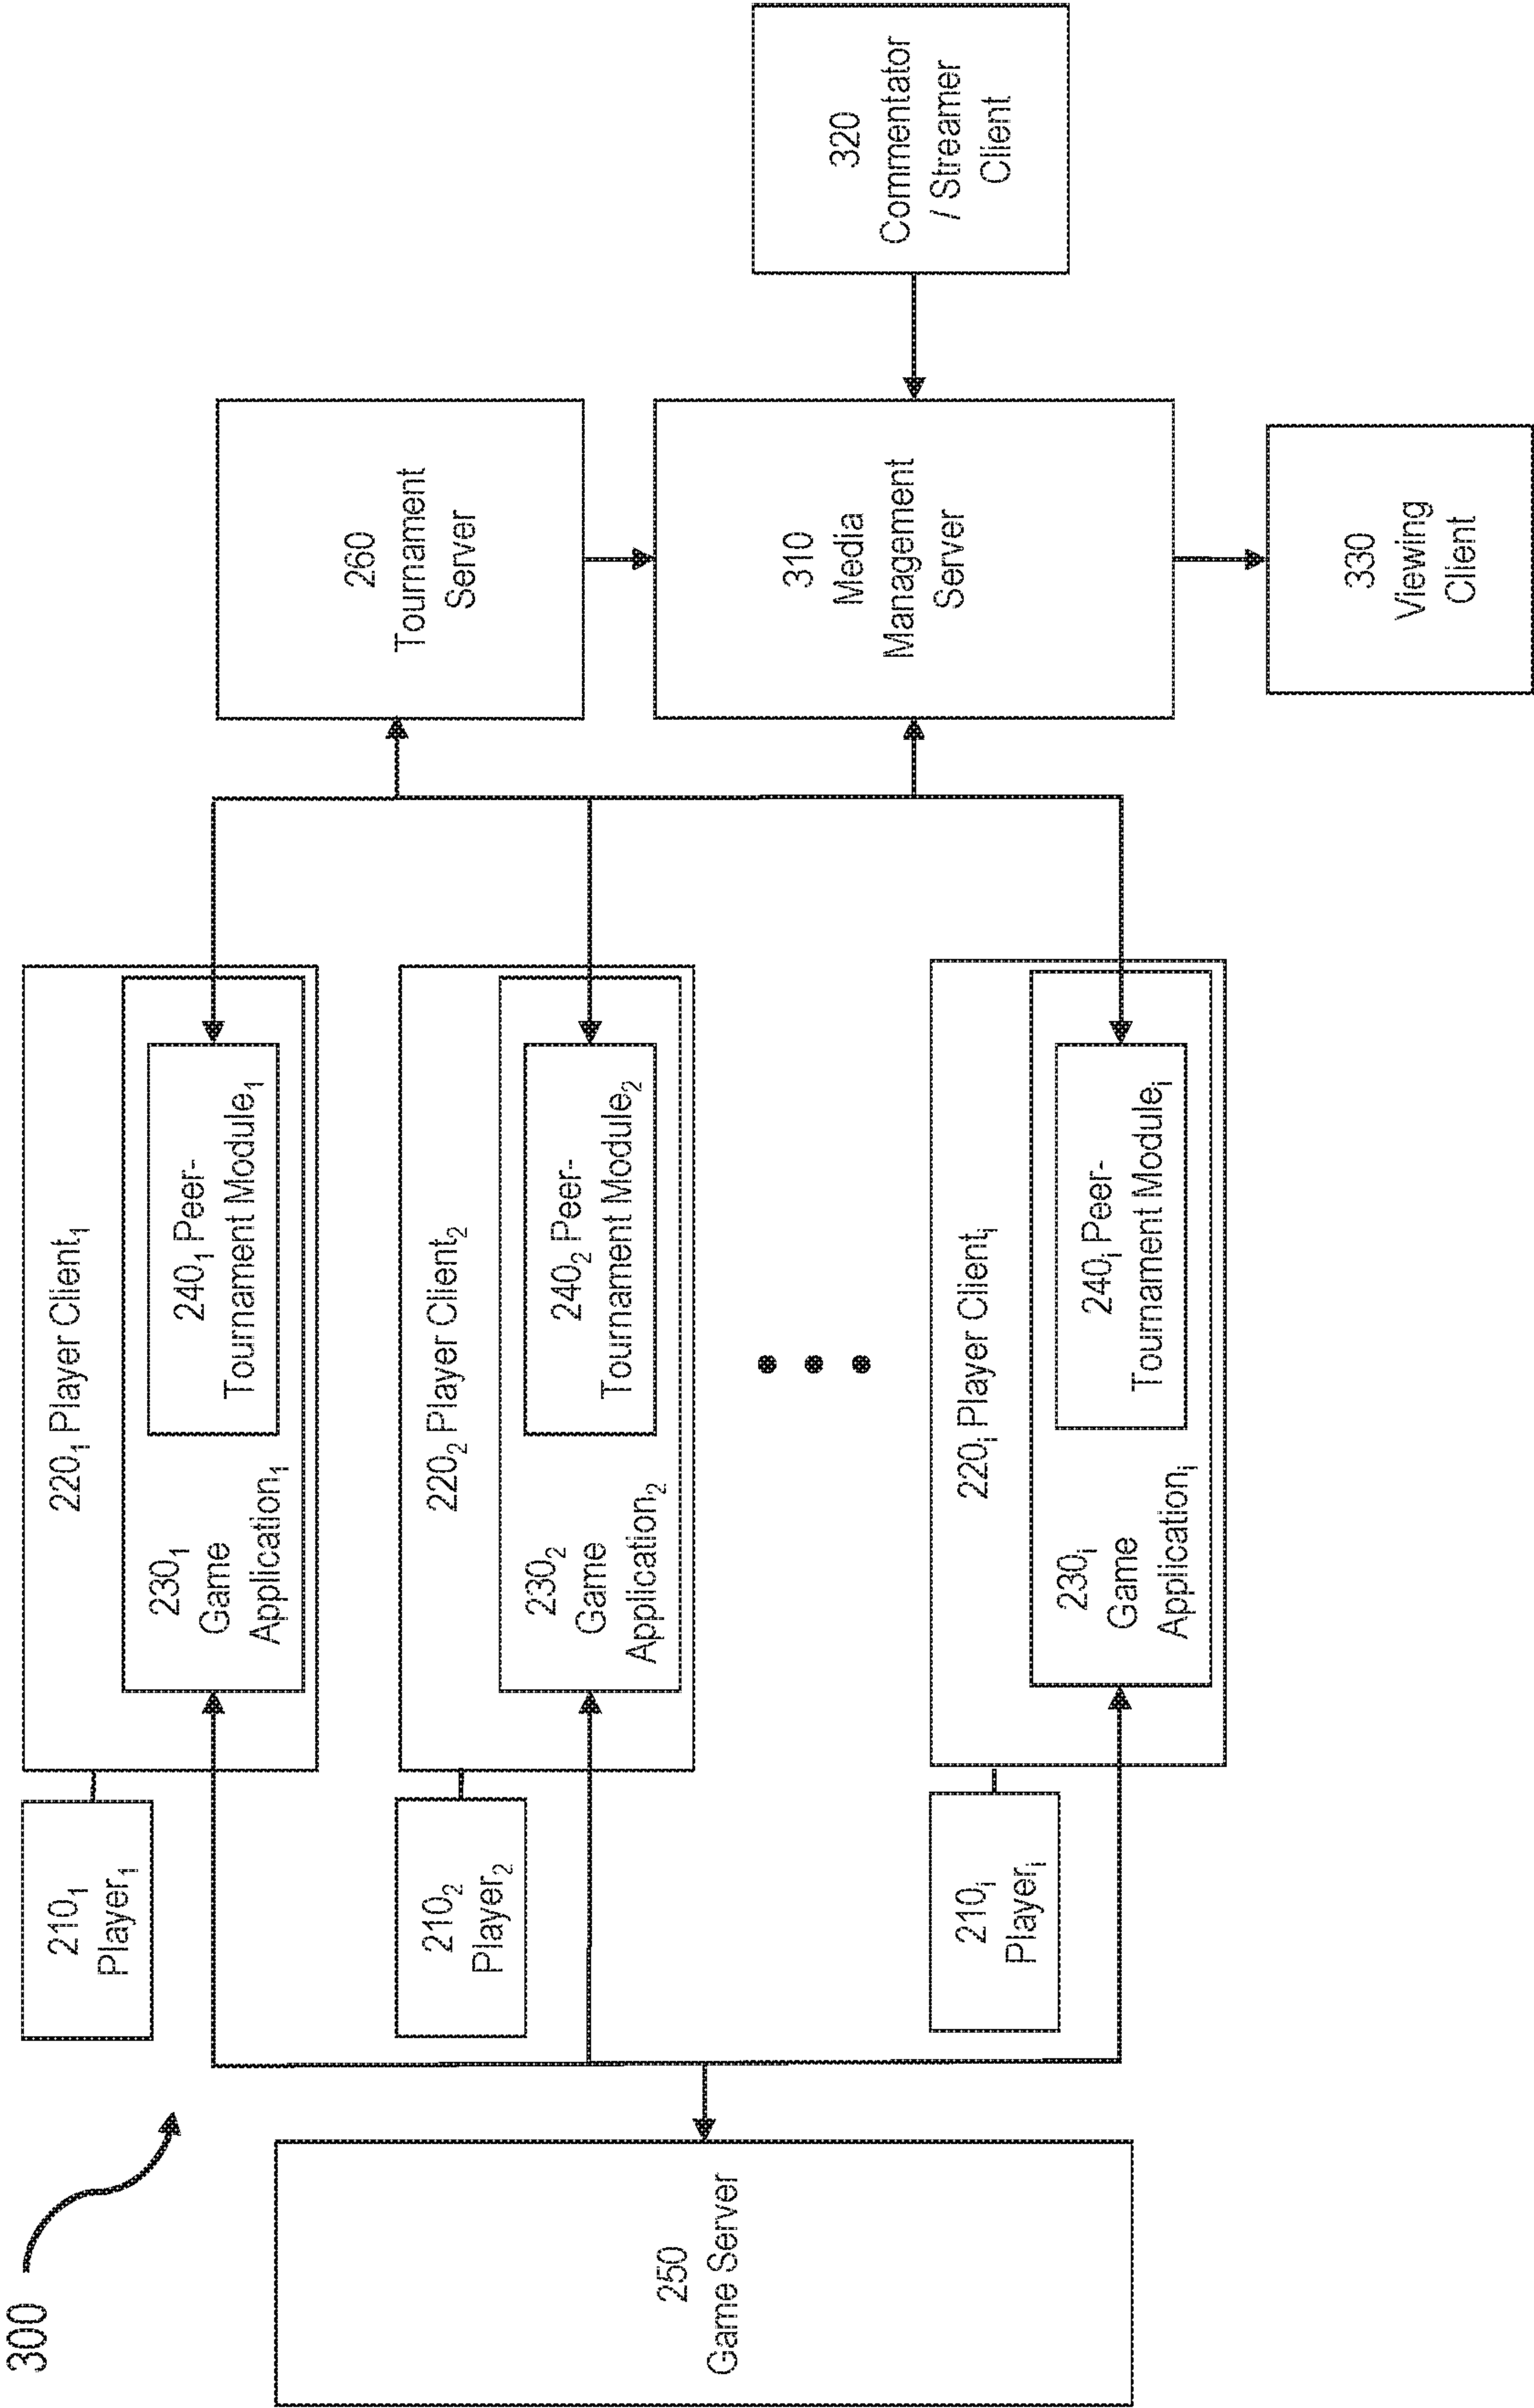 300
250
Game Server
210₁
Player₁
220₁ Player Client₁
230₁
Game
Application₁
240₁ Peer-
Tournament Module₁
210₂
Player₂
220₂ Player Client₂
230₂
Game
Application₂
240₂ Peer-
Tournament Module₂
210ᵢ
Playerᵢ
220ᵢ Player Clientᵢ
230ᵢ
Game
Applicationᵢ
240ᵢ Peer-
Tournament Moduleᵢ
260
Tournament
Server
310
Media
Management
Server
320
Commentator
/ Streamer
Client
330
Viewing
Client